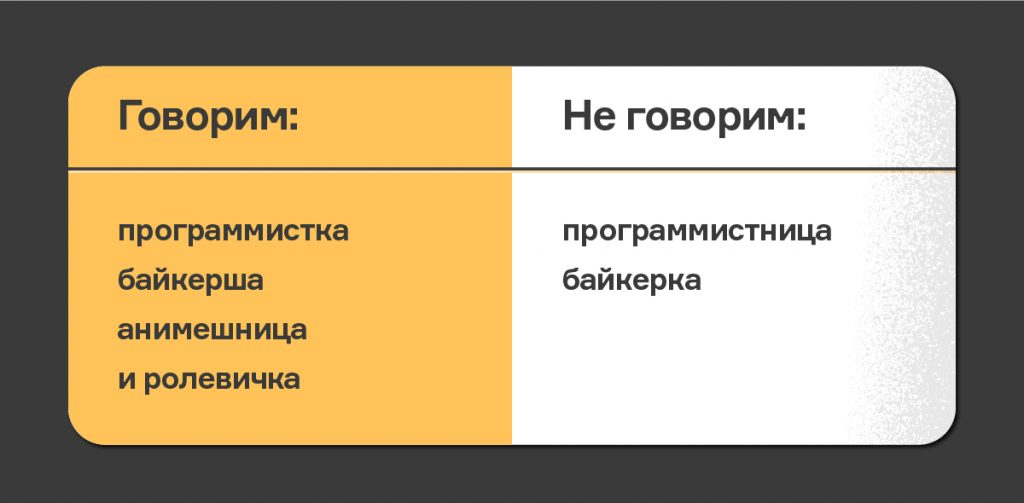 Говорим:
Не говорим:
программистка
байкерша
анимешница
и ролевичка
программистница
байкерка